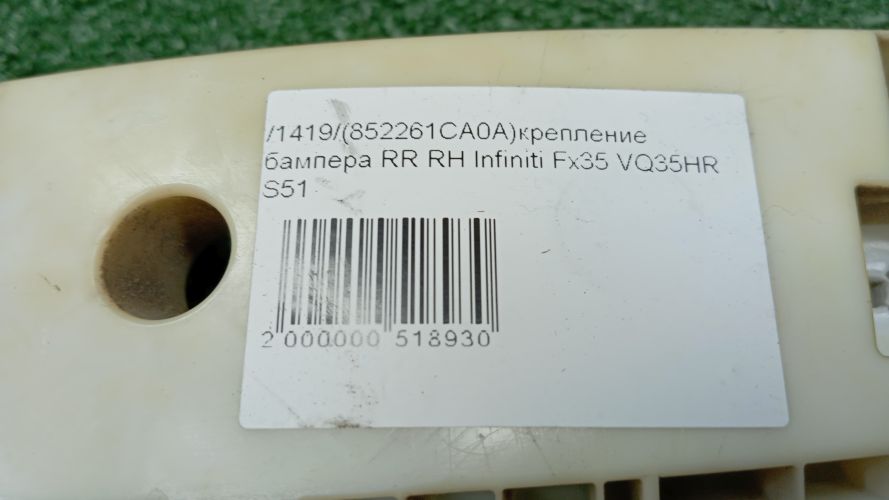 /1419/(852261CA0A)крепление
бампера RR RH Infiniti Fx35 VQ35HR
S51
2 000000 518930